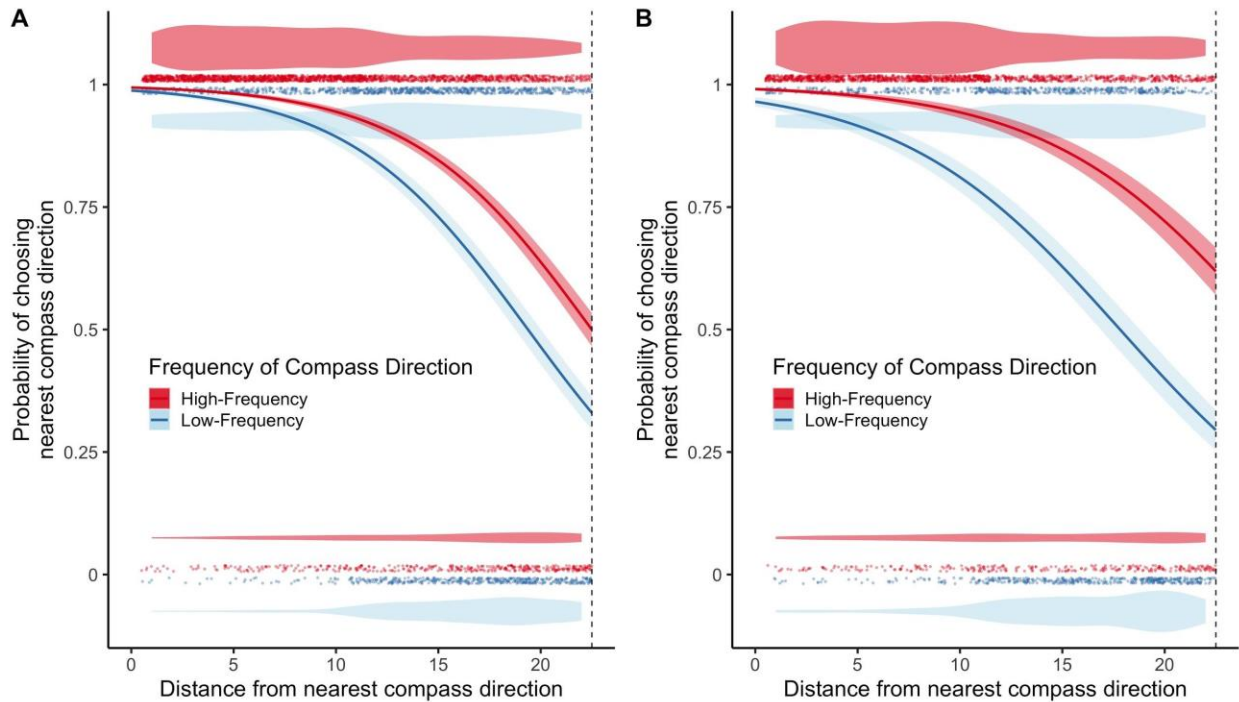 A
Probability of choosing
nearest compass direction
1
0.75
0.5
0.25
0
Frequency of Compass Direction
High-Frequency
Low-Frequency
0 5 10 15 20
Distance from nearest compass direction
B
Probability of choosing
nearest compass direction
1
0.75
0.5
0.25
0
Frequency of Compass Direction
High-Frequency
Low-Frequency
0 5 10 15 20
Distance from nearest compass direction